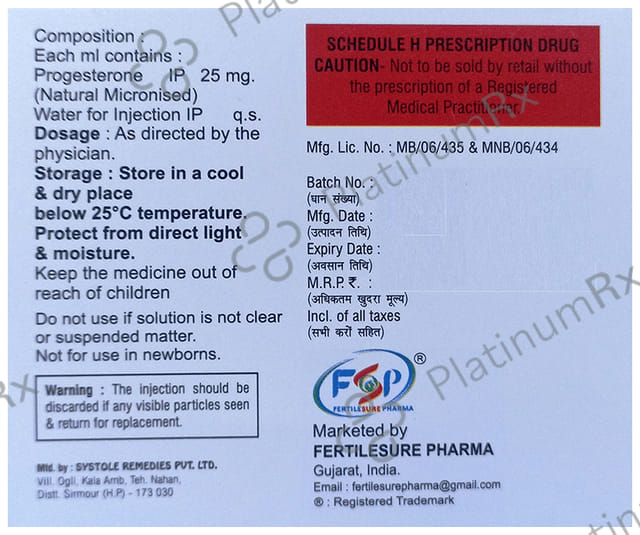 Composition :
Each ml contains :
Progesterone IP 25 mg.
(Natural Micronised)
Water for Injection IP q.s.
Dosage : As directed by the
physician.
Storage : Store in a cool
& dry place
below 25°C temperature.
Protect from direct light
& moisture.
Keep the medicine out of
reach of children
Do not use if solution is not clear
or suspended matter.
Not for use in newborns.
Warning : The injection should be
discarded if any visible particles seen
& return for replacement.
Mfd. by : SYSTOLE REMEDIES PVT. LTD.
Vill. Ogli, Kala Amb, Teh. Nahan,
Distt. Sirmour (H.P) - 173 030
SCHEDULE H PRESCRIPTION DRUG
CAUTION- Not to be sold by retail without
the prescription of a Registered
Medical Practitioner.
Mfg. Lic. No. : MB/06/435 & MNB/06/434
Batch No. :
(घान संख्या)
Mfg. Date :
(उत्पादन तिथि)
Expiry Date :
(अवसान तिथि)
M.R.P. ₹. :
(अधिकतम खुदरा मूल्य)
Incl. of all taxes
(सभी करों सहित)
FSP ®
FERTILESURE PHARMA
Marketed by
FERTILESURE PHARMA
Gujarat, India.
Email : fertilesurepharma@gmail.com
® : Registered Trademark
PlatinumRx
PlatinumRx
PlatinumRx